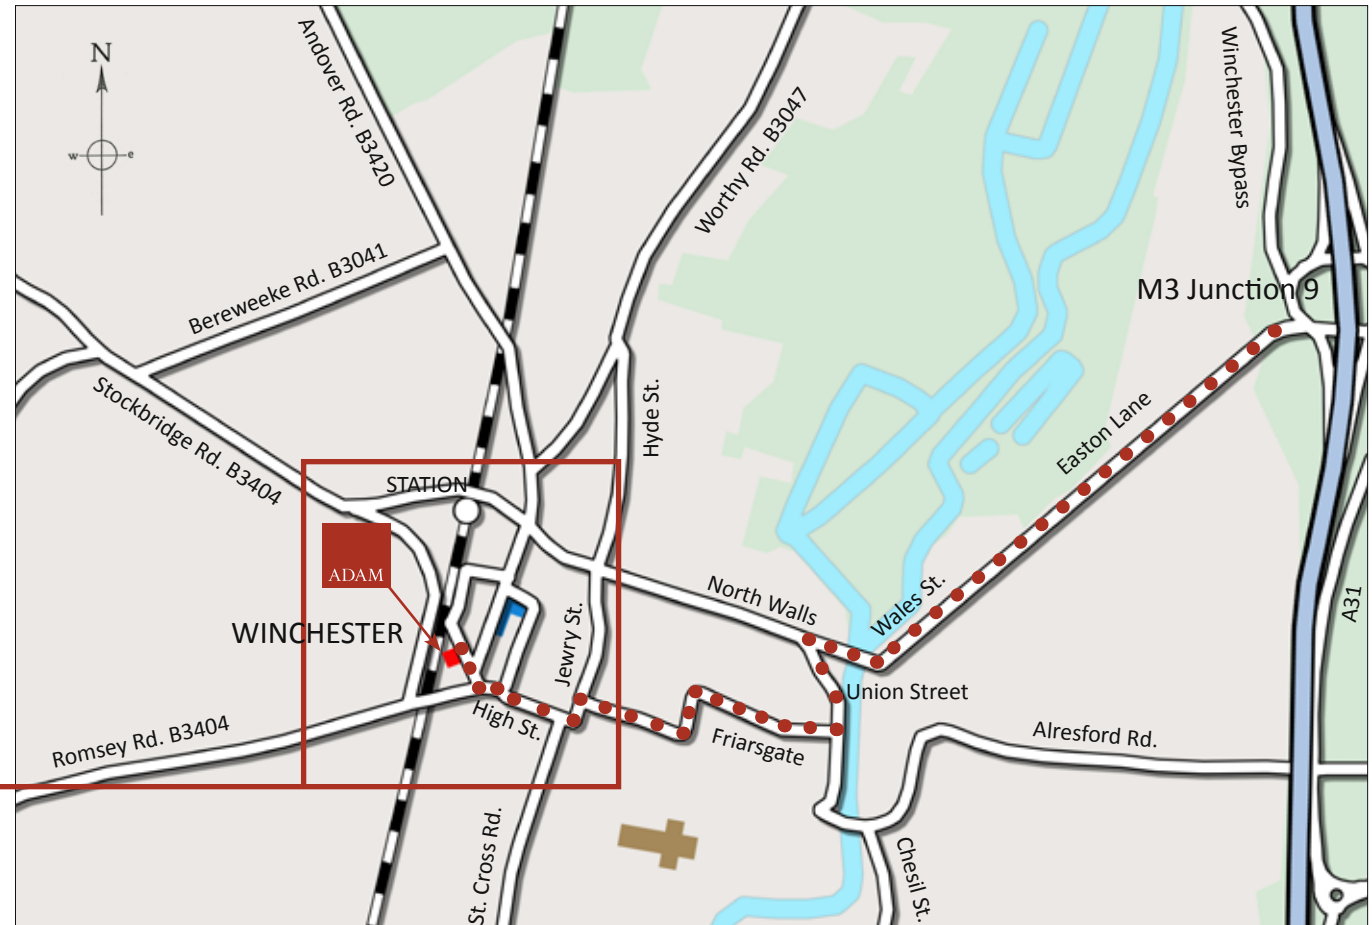 N
w
e
Andover Rd. B3420
Worthy Rd. B3047
Winchester Bypass
Bereweeke Rd. B3041
M3 Junction 9
Stockbridge Rd. B3404
Hyde St.
Easton Lane
STATION
ADAM
North Walls
Wales St.
A31
WINCHESTER
Jewry St.
Union Street
High St.
Friarsgate
Alresford Rd.
Romsey Rd. B3404
St. Cross Rd.
Chesil St.